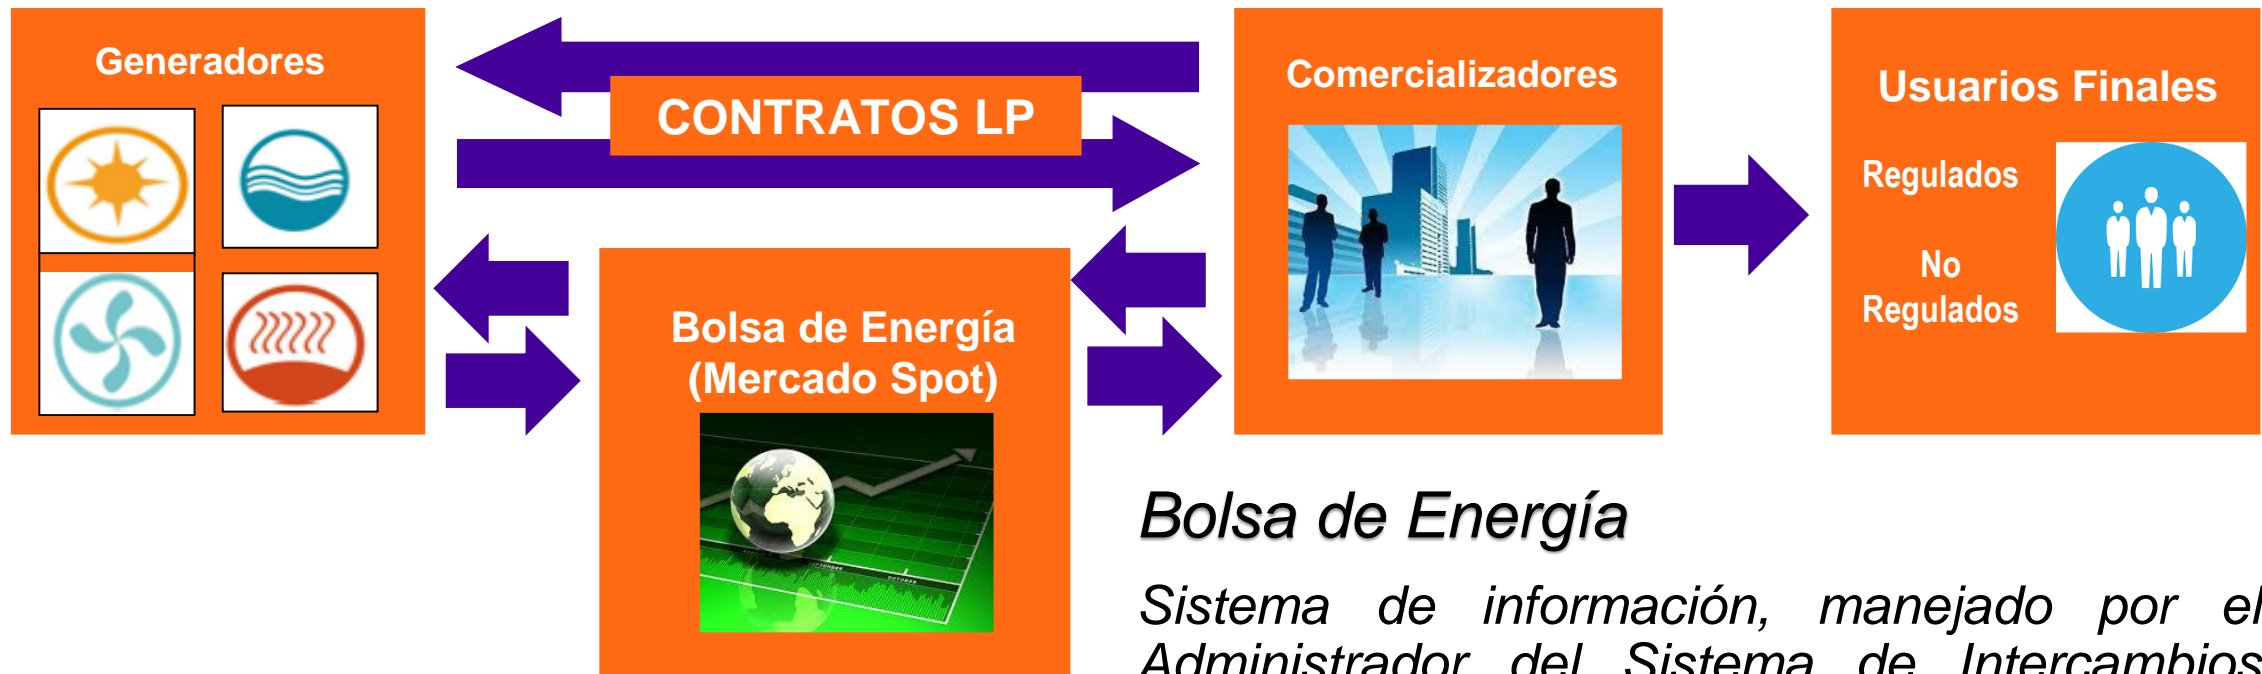 Generadores
CONTRATOS LP
Comercializadores
Usuarios Finales
Regulados
No
Regulados
Bolsa de Energía
(Mercado Spot)
OCTOBER
Bolsa de Energía
Sistema de información, manejado por el
Administrador del Sistema de Intercambios